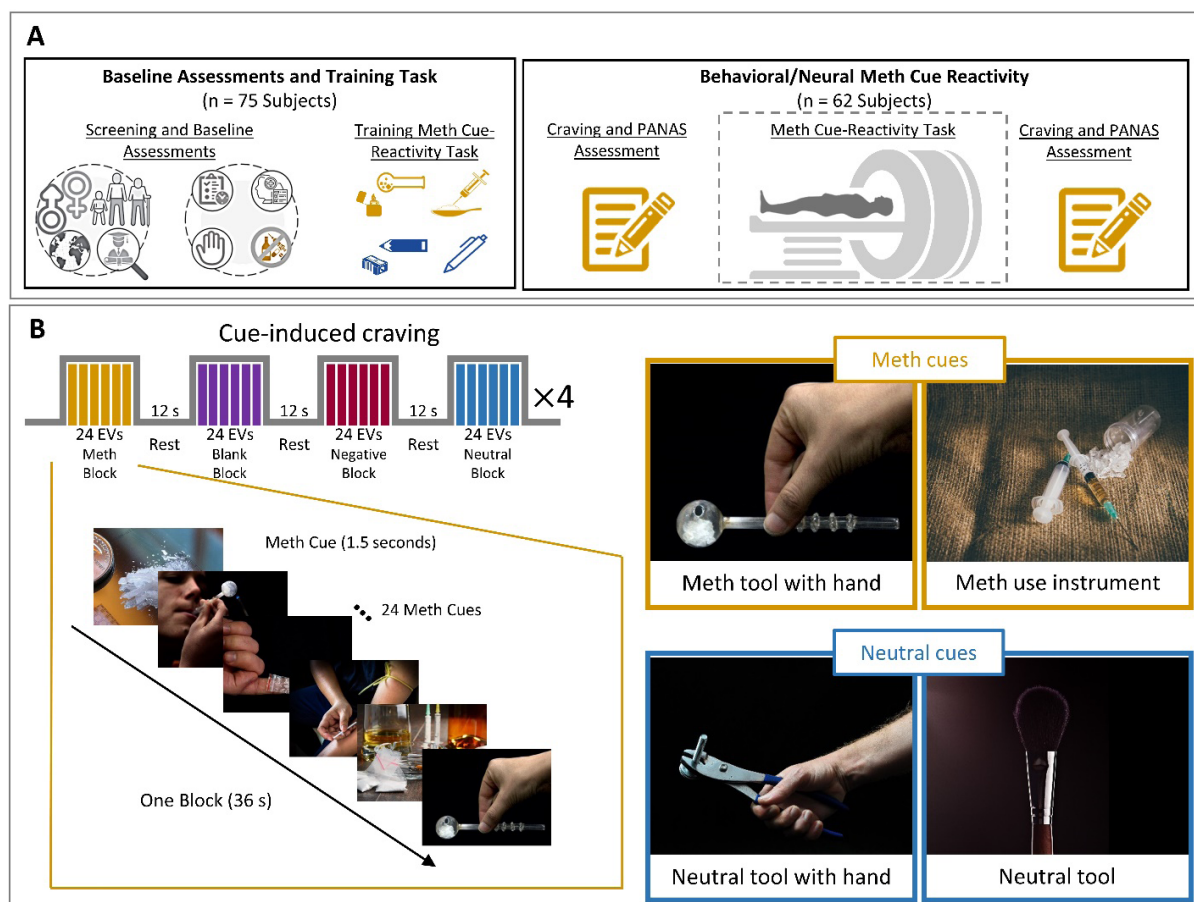 A
Baseline Assessments and Training Task
(n = 75 Subjects)
Screening and Baseline
Assessments
Training Meth Cue-
Reactivity Task
Behavioral/Neural Meth Cue Reactivity
(n = 62 Subjects)
Craving and PANAS
Assessment
Meth Cue-Reactivity Task
Craving and PANAS
Assessment
B
Cue-induced craving
×4
12 s
12 s
12 s
24 EVs
Meth
Block
Rest
24 EVs
Blank
Block
Rest
24 EVs
Negative
Block
Rest
24 EVs
Neutral
Block
Meth Cue (1.5 seconds)
24 Meth Cues
One Block (36 s)
Meth cues
Meth tool with hand
Meth use instrument
Neutral cues
Neutral tool with hand
Neutral tool